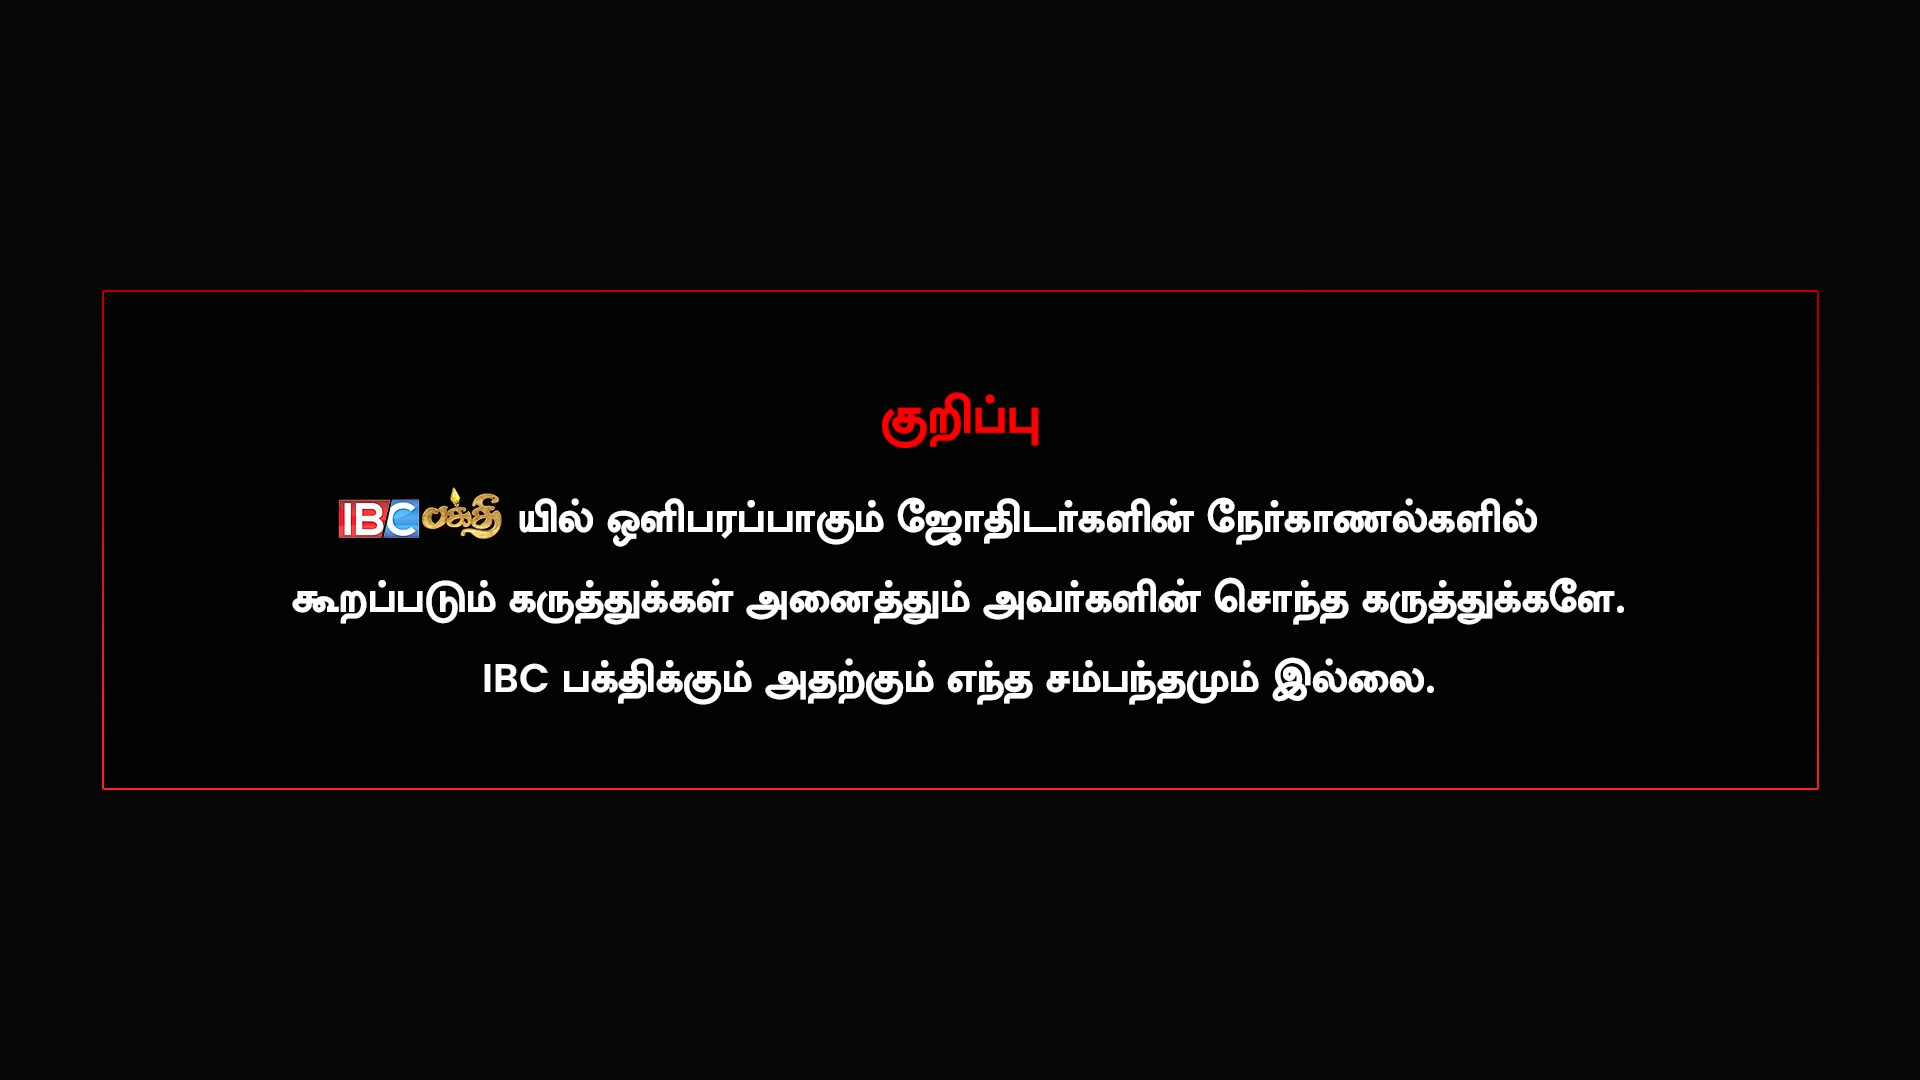 குறிப்பு
IBC பக்தி யில் ஒளிபரப்பாகும் ஜோதிடர்களின் நேர்காணல்களில்
கூறப்படும் கருத்துக்கள் அனைத்தும் அவர்களின் சொந்த கருத்துக்களே.
IBC பக்திக்கும் அதற்கும் எந்த சம்பந்தமும் இல்லை.